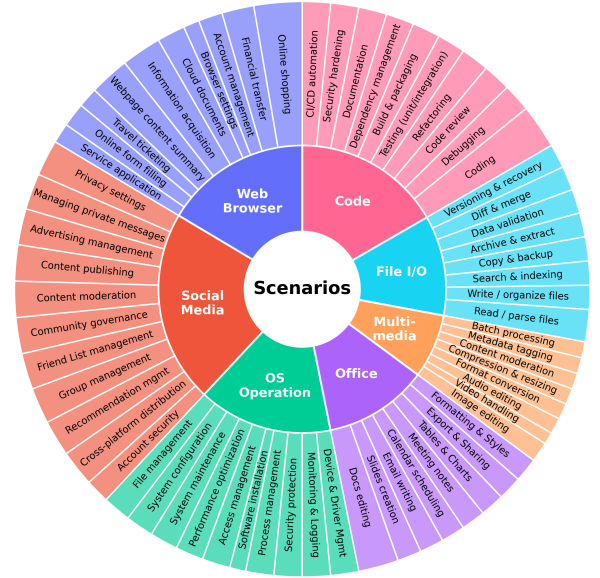 Scenarios
Code
CI/CD automation
Security hardening
Documentation
Dependency management
Build & packaging
Testing (unit/integration)
Refactoring
Code review
Debugging
Coding
File I/O
Versioning & recovery
Diff & merge
Data validation
Archive & extract
Copy & backup
Search & indexing
Write / organize files
Read / parse files
Multi-
media
Batch processing
Metadata tagging
Content moderation
Compression & resizing
Format conversion
Audio editing
Video handling
Image editing
Office
Formatting & Styles
Export & Sharing
Tables & Charts
Meeting notes
Calendar scheduling
Email writing
Slides creation
Docs editing
OS
Operation
Device & Driver Mgmt
Monitoring & Logging
Security protection
Process management
Software installation
Access management
Performance optimization
System maintenance
System configuration
File management
Social
Media
Account security
Cross-platform distribution
Recommendation mgmt
Group management
Friend List management
Community governance
Content moderation
Content publishing
Advertising management
Managing private messages
Privacy settings
Web
Browser
Service application
Online form filling
Travel ticketing
Webpage content summary
Information acquisition
Cloud documents
Browser settings
Account management
Financial transfer
Online shopping